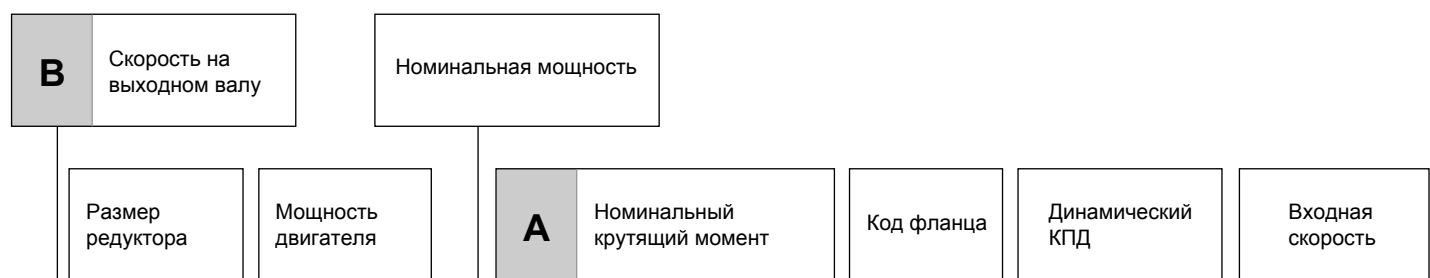 B
Скорость на
выходном валу
Номинальная мощность
Размер
редуктора
Мощность
двигателя
A
Номинальный
крутящий момент
Код фланца
Динамический
КПД
Входная
скорость